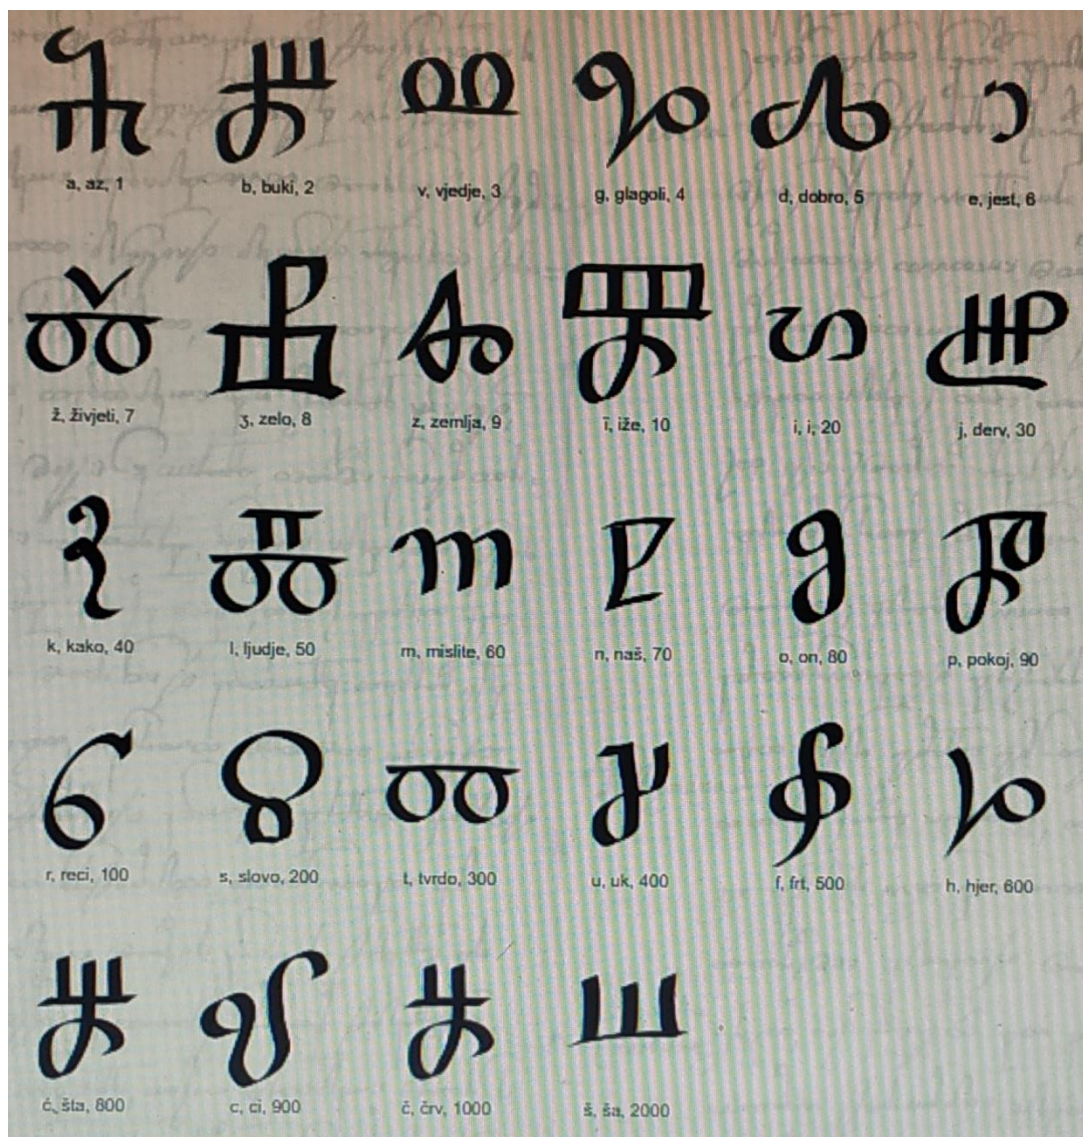 Ⰰ Ⰱ Ⰲ Ⰳ Ⰴ Ⰵ
a, az, 1 b, buki, 2 v, vjedje, 3 g, glagoli, 4 d, dobro, 5 e, jest, 6
Ⰶ Ⰷ Ⰸ Ⰹ Ⰻ Ⰼ
ž, živjeti, 7 ʒ, zelo, 8 z, zemlja, 9 ī, iže, 10 i, i, 20 j, derv, 30
Ⰽ Ⰾ Ⰿ Ⱀ Ⱁ Ⱂ
k, kako, 40 l, ljudje, 50 m, mislite, 60 n, naš, 70 o, on, 80 p, pokoj, 90
Ⱃ Ⱄ Ⱅ Ⱆ Ⱇ Ⱈ
r, reci, 100 s, slovo, 200 t, tvrdo, 300 u, uk, 400 f, frt, 500 h, hjer, 600
Ⱋ Ⱌ Ⱍ Ⱎ
ć, šta, 800 c, ci, 900 č, črv, 1000 š, ša, 2000